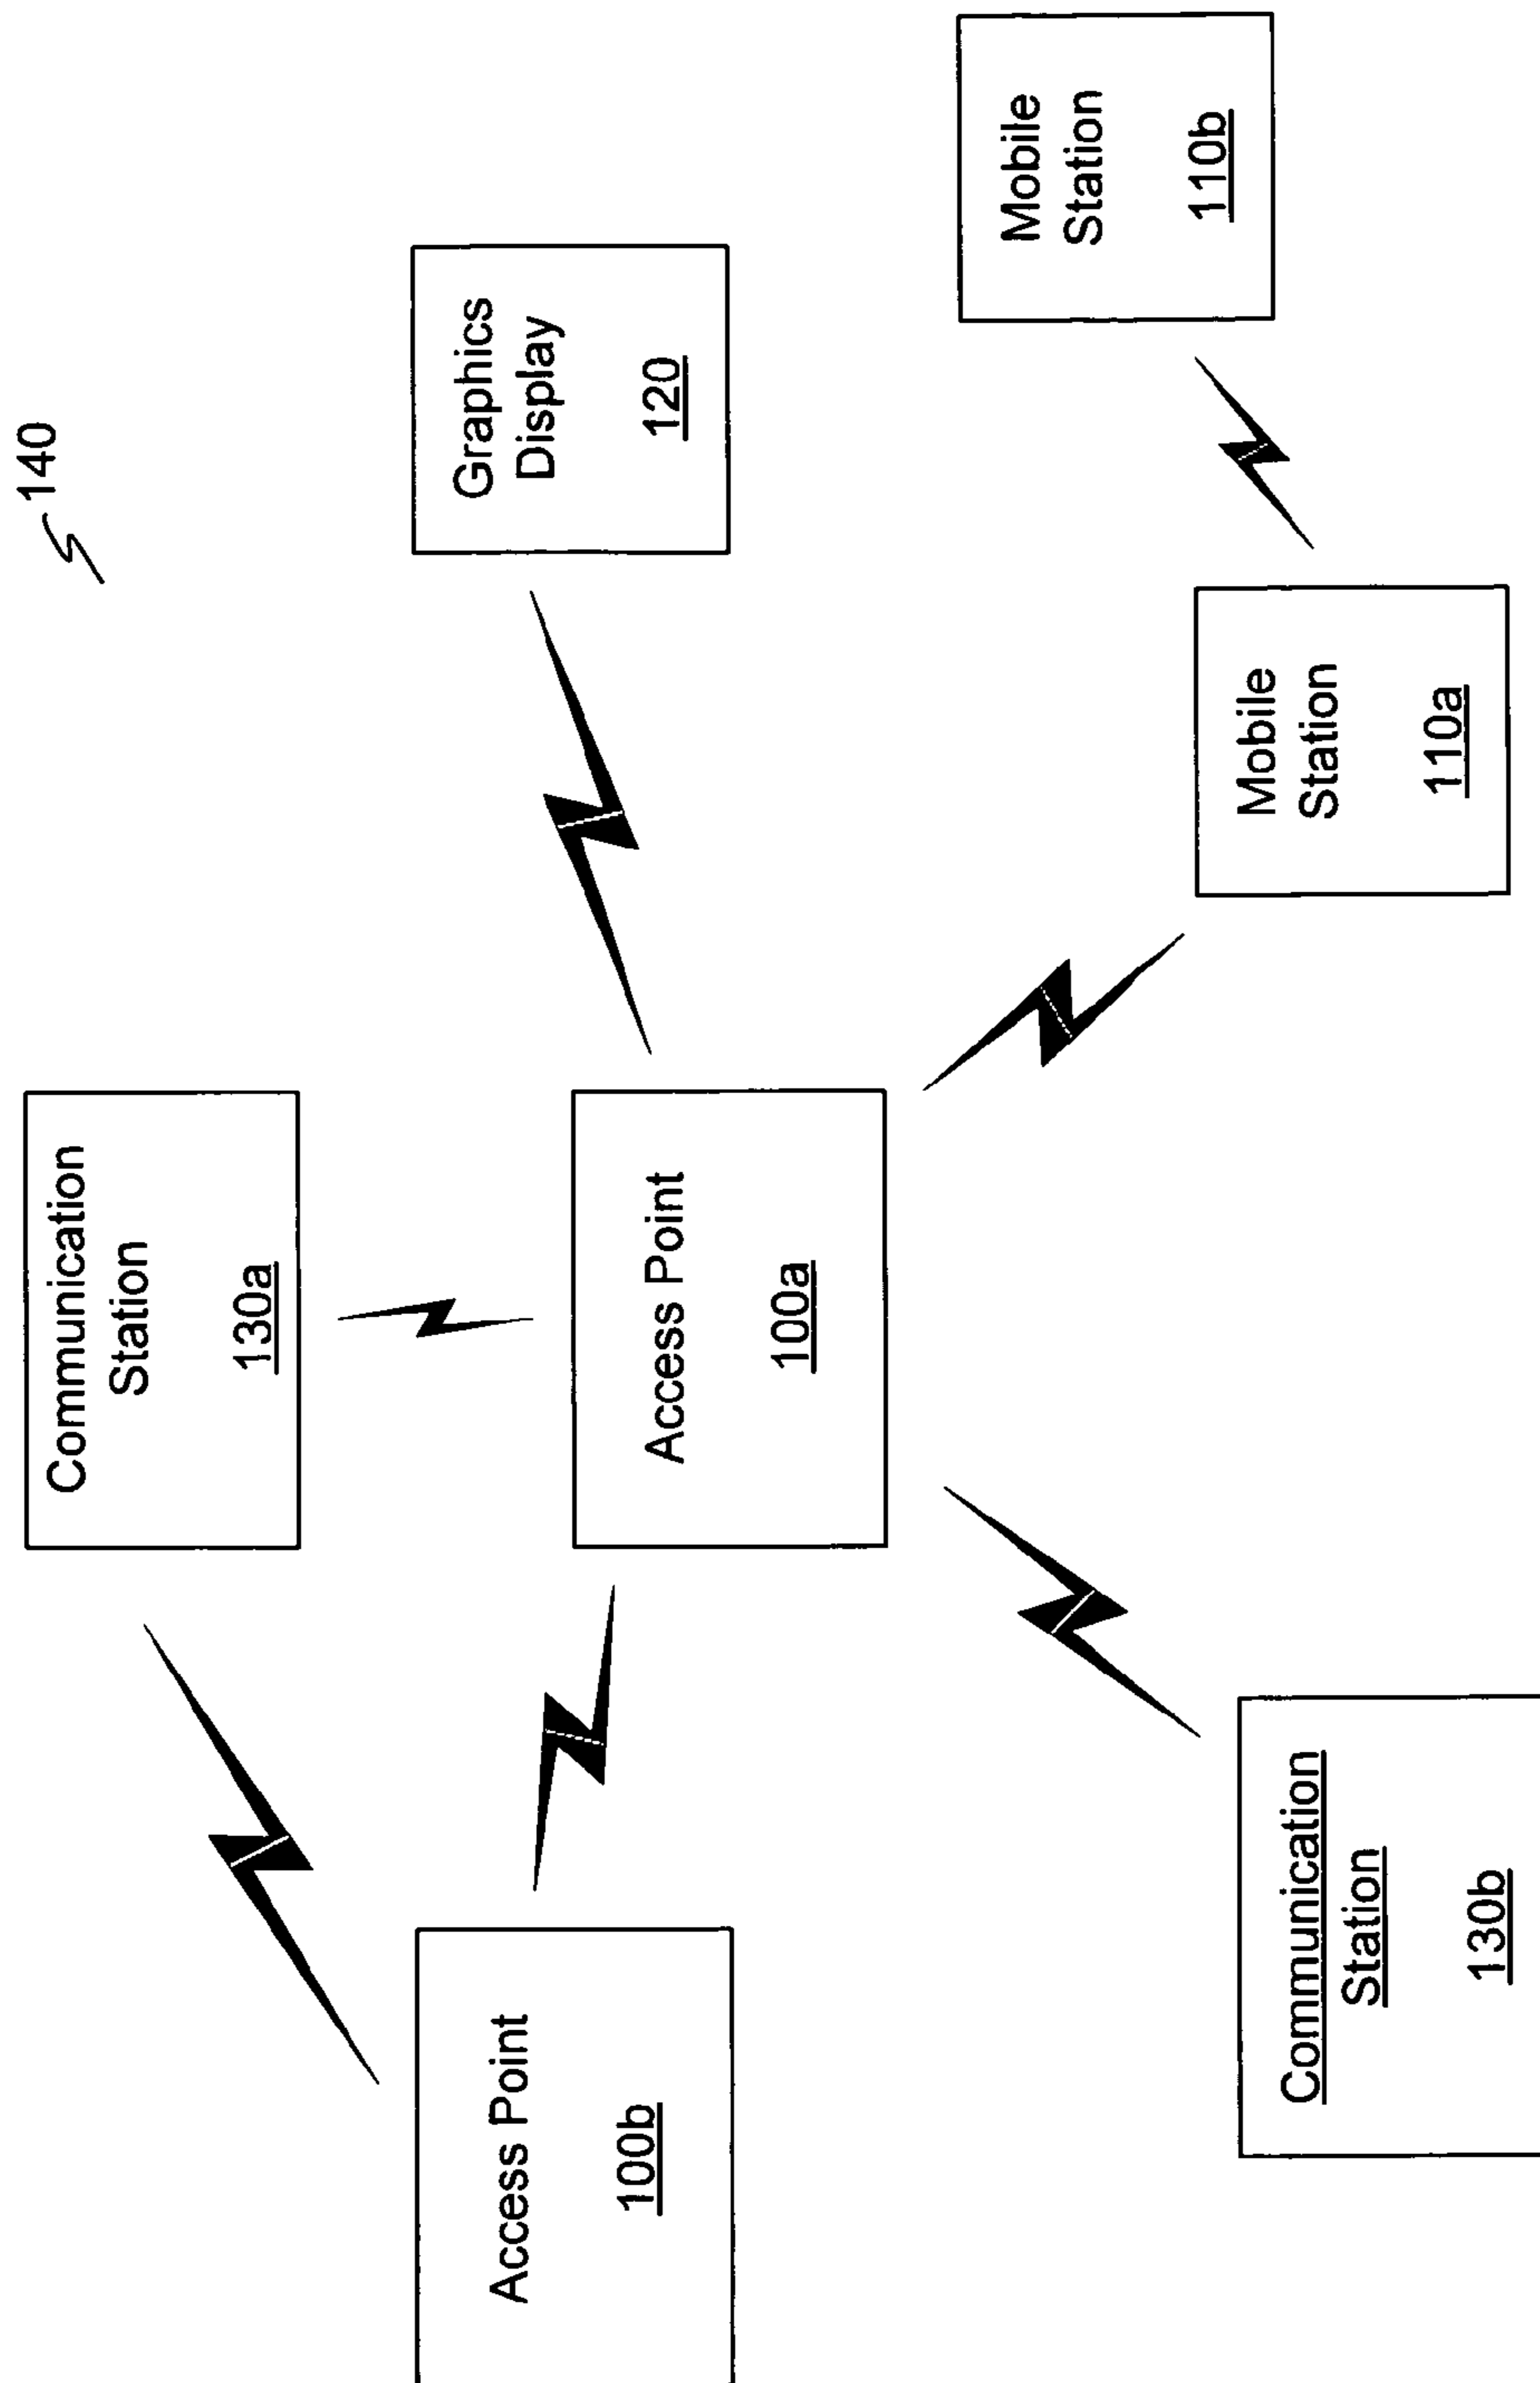 140
Communication
Station
130a
Graphics
Display
120
Access Point
100b
Access Point
100a
Mobile
Station
110b
Mobile
Station
110a
Communication
Station
130b